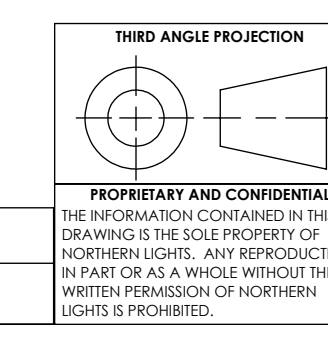 THIRD ANGLE PROJECTION
PROPRIETARY AND CONFIDENTIAL
THE INFORMATION CONTAINED IN THI
DRAWING IS THE SOLE PROPERTY OF
NORTHERN LIGHTS. ANY REPRODUCTI
IN PART OR AS A WHOLE WITHOUT TH
WRITTEN PERMISSION OF NORTHERN
LIGHTS IS PROHIBITED.